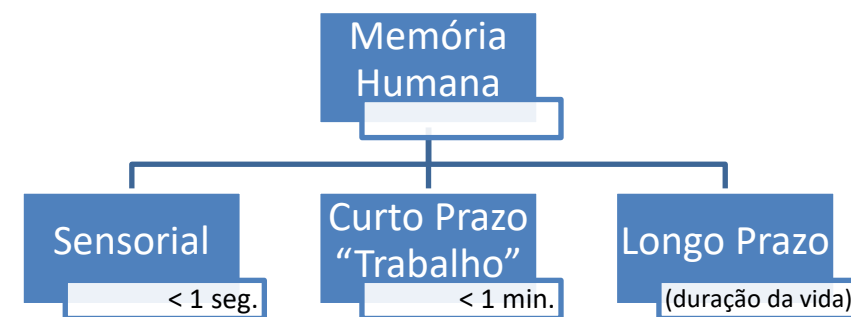 Memória
Humana
Sensorial
< 1 seg.
Curto Prazo
“Trabalho”
< 1 min.
Longo Prazo
(duração da vida)